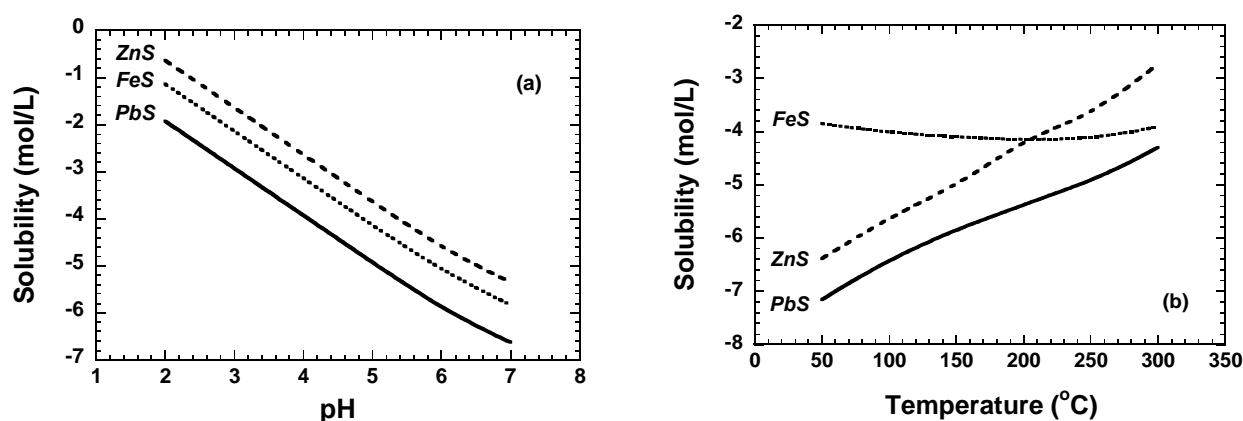 0
-1
-2
-3
-4
-5
-6
-7
1 2 3 4 5 6 7 8
Solubility (mol/L)
pH
ZnS
FeS
PbS
(a)
-2
-3
-4
-5
-6
-7
-8
0 50 100 150 200 250 300 350
Solubility (mol/L)
Temperature (°C)
FeS
ZnS
PbS
(b)